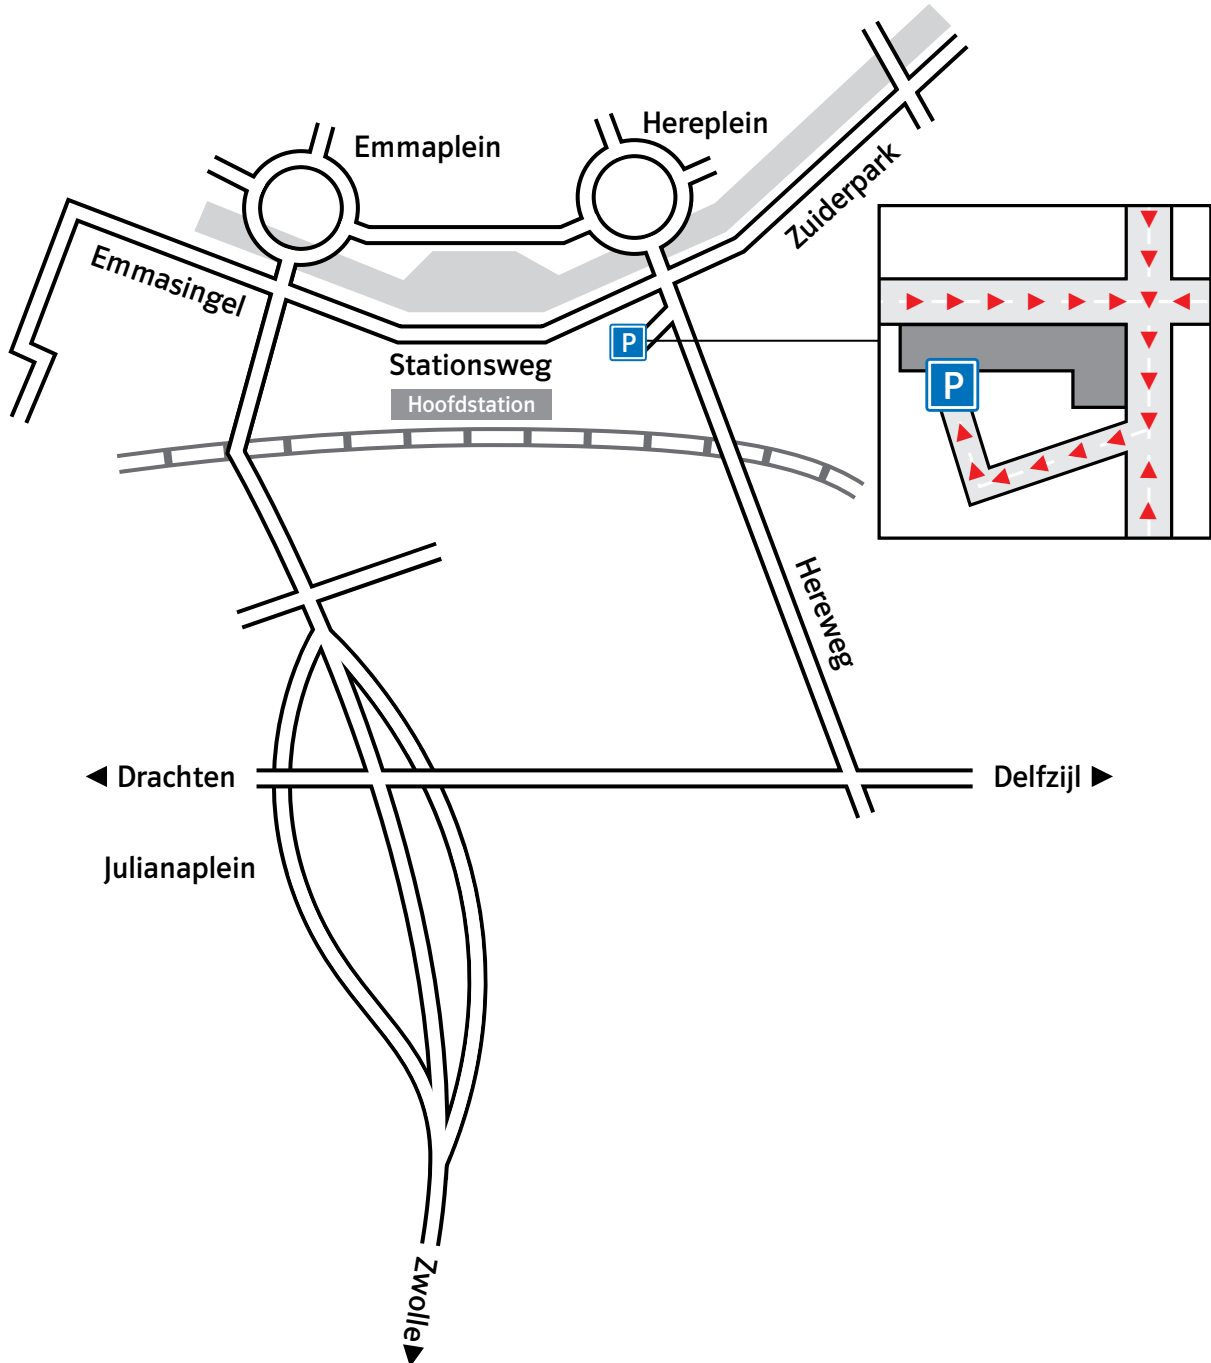 Hereplein
Emmaplein
Zuiderpark
Emmasingel
P
Stationsweg
P
Hoofdstation
Hereweg
Drachten
Delfzijl
Julianaplein
Zwolle